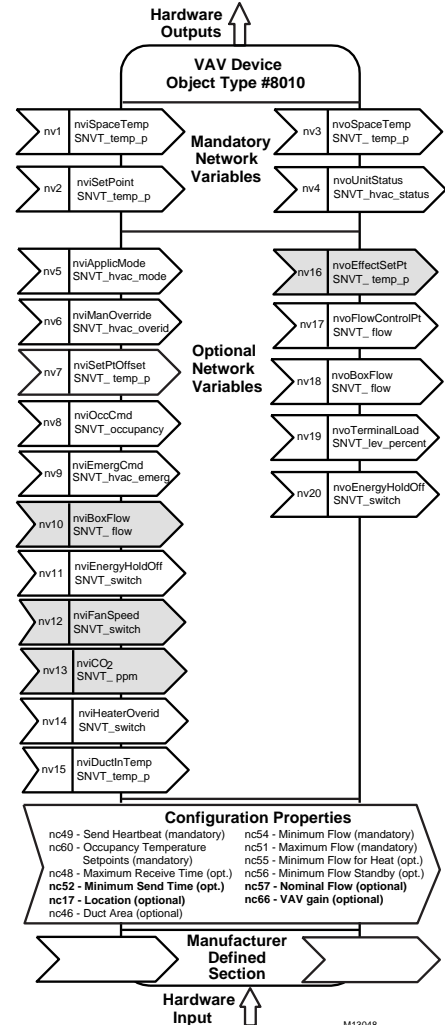 Hardware
Outputs
VAV Device
Object Type #8010
nv1
nviSpaceTemp
SNVT_temp_p
nv2
nviSetPoint
SNVT_temp_p
Mandatory
Network
Variables
nv3
nvoSpaceTemp
SNVT_ temp_p
nv4
nvoUnitStatus
SNVT_hvac_status
nv5
nviApplicMode
SNVT_hvac_mode
nv6
nviManOverride
SNVT_hvac_overid
nv7
nviSetPtOffset
SNVT_ temp_p
nv8
nviOccCmd
SNVT_occupancy
nv9
nviEmergCmd
SNVT_hvac_emerg
nv10
nviBoxFlow
SNVT_ flow
nv11
nviEnergyHoldOff
SNVT_switch
nv12
nviFanSpeed
SNVT_switch
nv13
nviCO2
SNVT_ ppm
nv14
nviHeaterOverid
SNVT_switch
nv15
nviDuctInTemp
SNVT_temp_p
Optional
Network
Variables
nv16
nvoEffectSetPt
SNVT_ temp_p
nv17
nvoFlowControlPt
SNVT_ flow
nv18
nvoBoxFlow
SNVT_ flow
nv19
nvoTerminalLoad
SNVT_lev_percent
nv20
nvoEnergyHoldOff
SNVT_switch
Configuration Properties
nc49 - Send Heartbeat (mandatory)
nc60 - Occupancy Temperature
Setpoints (mandatory)
nc48 - Maximum Receive Time (opt.)
nc52 - Minimum Send Time (opt.)
nc17 - Location (optional)
nc46 - Duct Area (optional)
nc54 - Minimum Flow (mandatory)
nc51 - Maximum Flow (mandatory)
nc55 - Minimum Flow for Heat (opt.)
nc56 - Minimum Flow Standby (opt.)
nc57 - Nominal Flow (optional)
nc66 - VAV gain (optional)
Manufacturer
Defined
Section
Hardware
Input
M13048